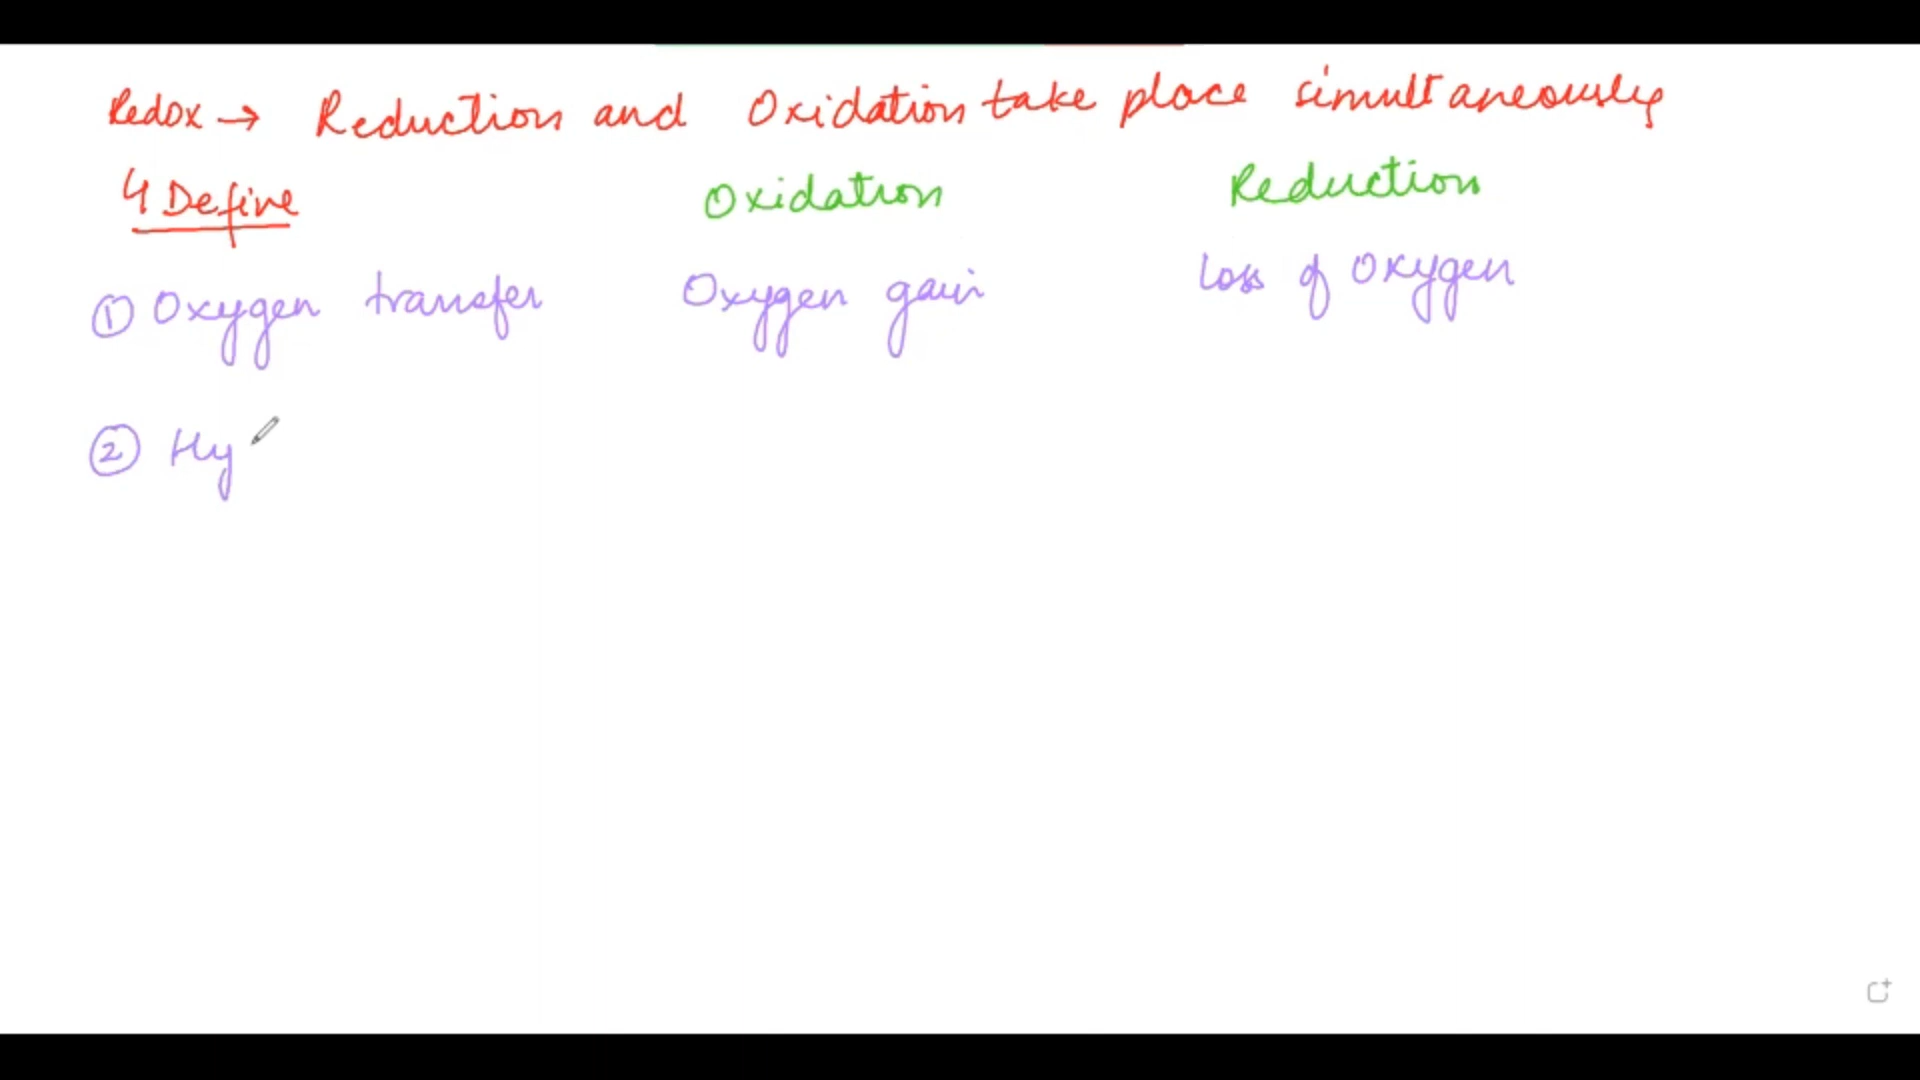 Redox → Reduction and Oxidation take place simultaneously
4 Define Oxidation Reduction
① Oxygen transfer Oxygen gain loss of oxygen
② Hy